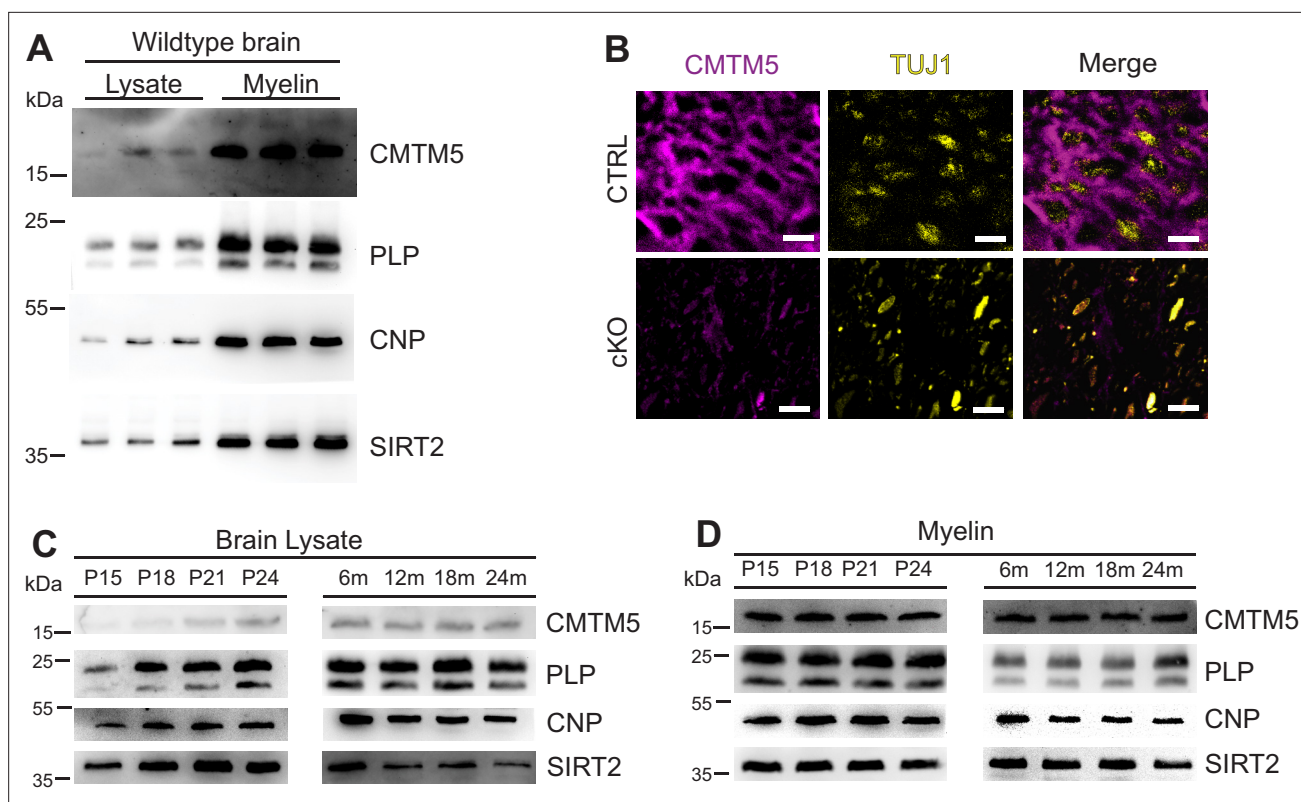 A
Wildtype brain
Lysate Myelin
kDa
CMTM5
15
25
PLP
55
CNP
SIRT2
35
B
CMTM5 TUJ1 Merge
CTRL
cKO
C
Brain Lysate
kDa P15 P18 P21 P24 6m 12m 18m 24m
CMTM5
15
25
PLP
55
CNP
SIRT2
35
D
Myelin
kDa P15 P18 P21 P24 6m 12m 18m 24m
CMTM5
15
25
PLP
55
CNP
SIRT2
35